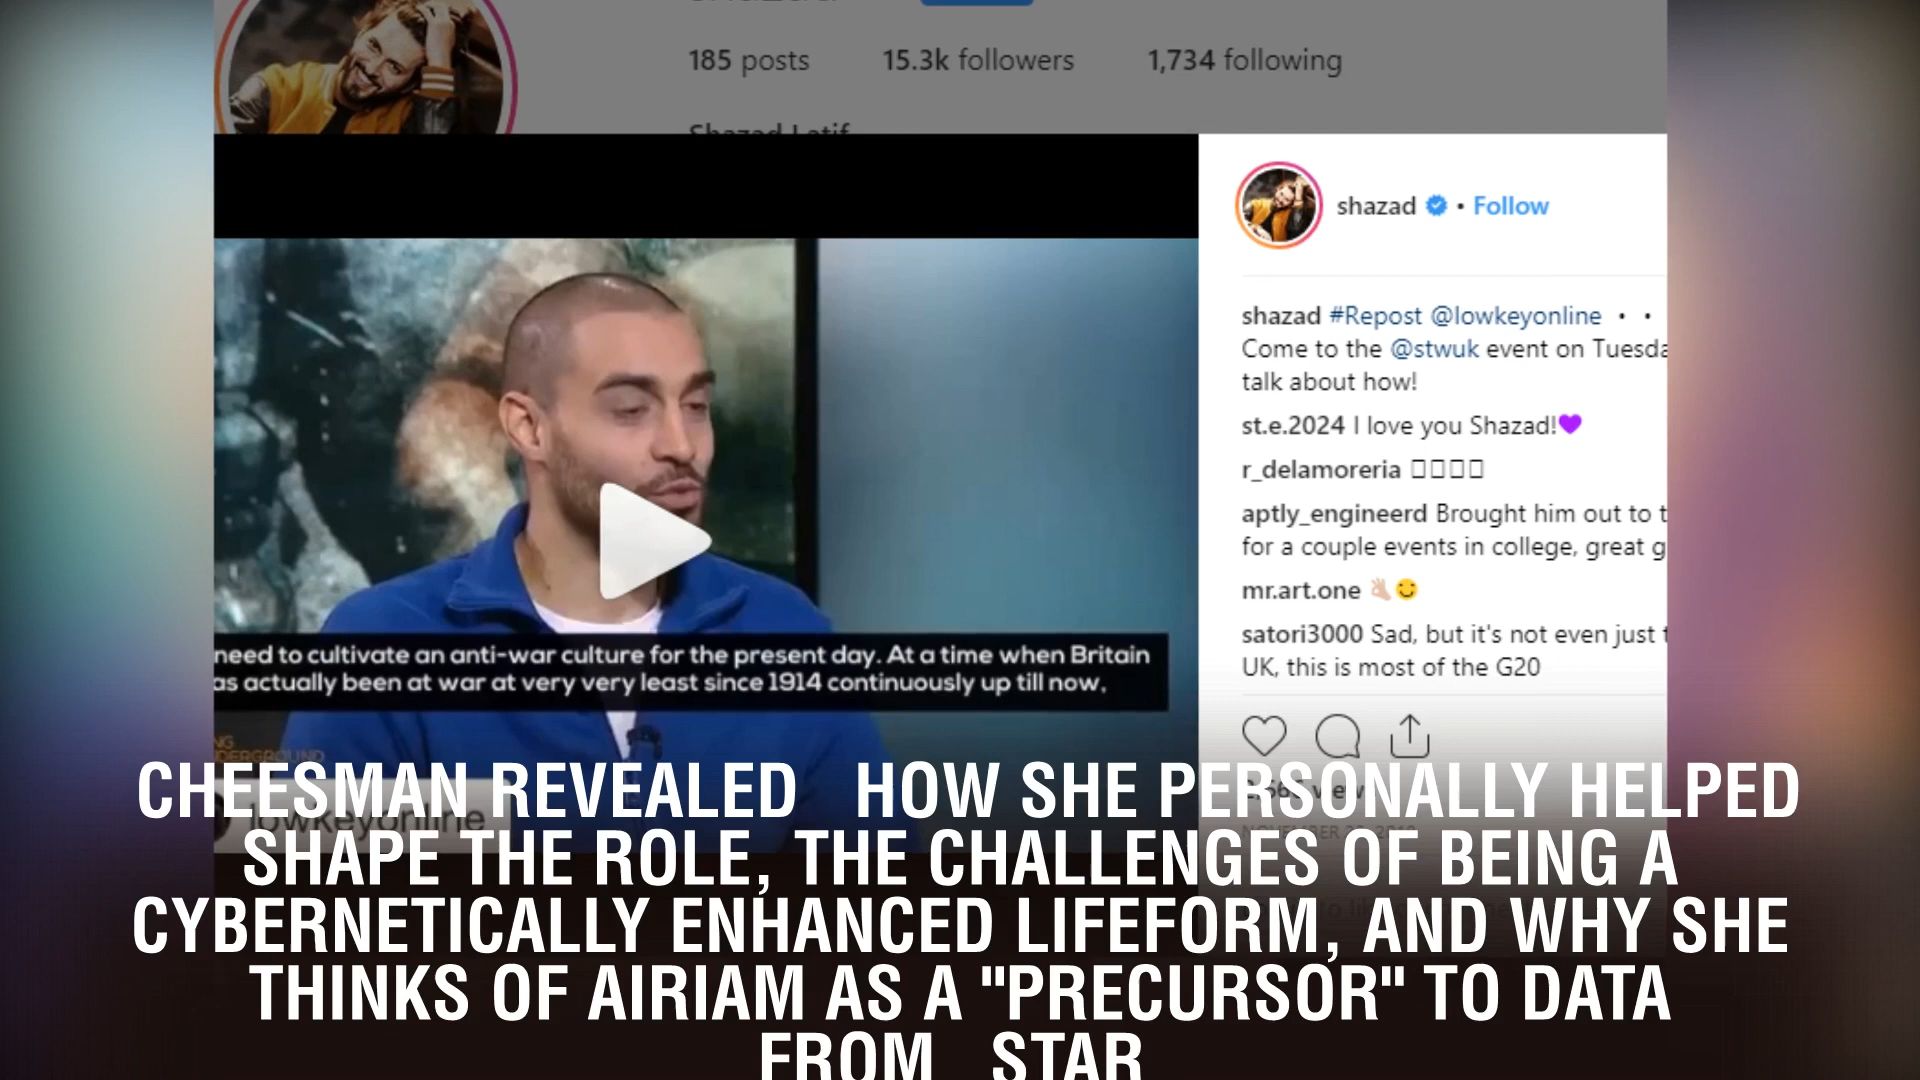 185 posts 15.3k followers 1,734 following
Shazad Latif
shazad • Follow
shazad #Repost @lowkeyonline • •
Come to the @stwuk event on Tuesda
talk about how!
st.e.2024 I love you Shazad!💜
r_delamoreria □□□□
aptly_engineerd Brought him out to t
for a couple events in college, great g
mr.art.one 👌🏻😉
satori3000 Sad, but it's not even just t
UK, this is most of the G20
need to cultivate an anti-war culture for the present day. At a time when Britain
as actually been at war at very very least since 1914 continuously up till now,
NG
DERGROUND
lowkeyonline
CHEESMAN REVEALED HOW SHE PERSONALLY HELPED
SHAPE THE ROLE, THE CHALLENGES OF BEING A
CYBERNETICALLY ENHANCED LIFEFORM, AND WHY SHE
THINKS OF AIRIAM AS A "PRECURSOR" TO DATA
FROM STAR